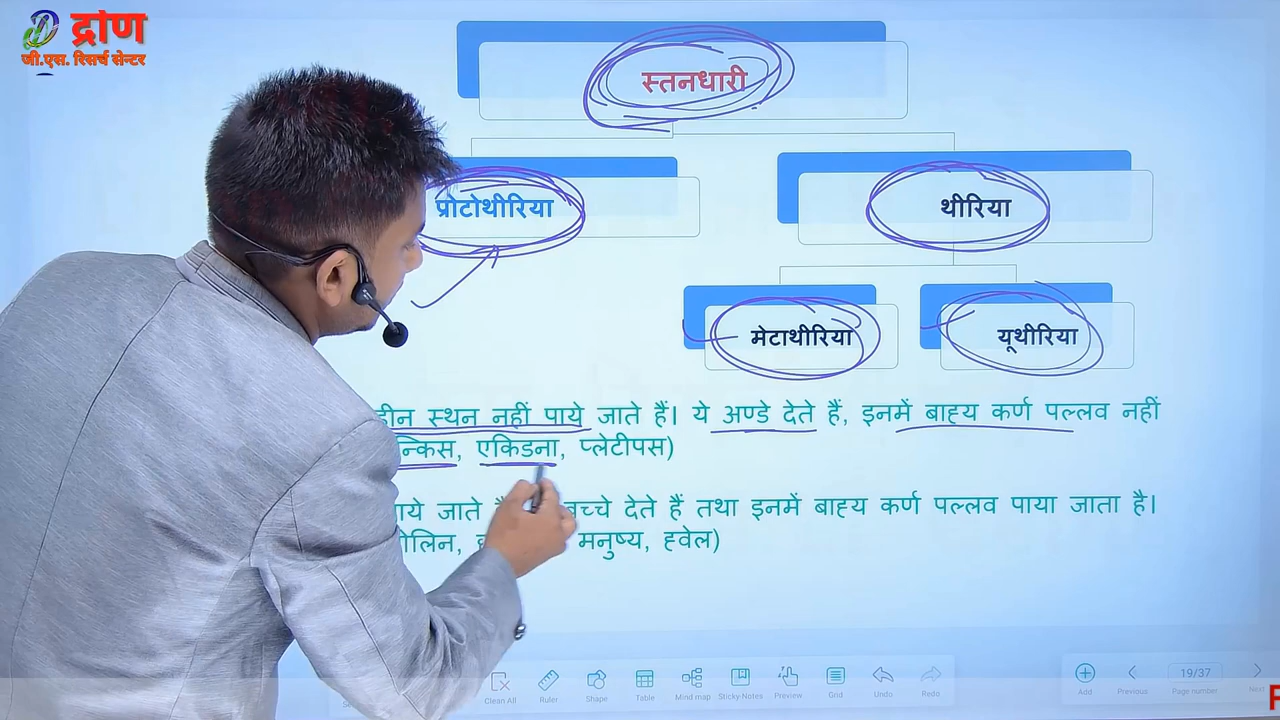 द्रोण
जी.एस. रिसर्च सेन्टर
स्तनधारी
प्रोटोथीरिया
थीरिया
मेटाथीरिया
यूथीरिया
स्थन नहीं पाये जाते हैं। ये अण्डे देते हैं, इनमें बाह्य कर्ण पल्लव नहीं
एकिडना, प्लेटीपस)
जाते बच्चे देते हैं तथा इनमें बाह्य कर्ण पल्लव पाया जाता है।
मनुष्य, ह्वेल)
Clean All
Ruler
Shape
Table
Mind map
Sticky-Notes
Preview
Grid
Undo
Redo
Add
Previous
19/37
Page number